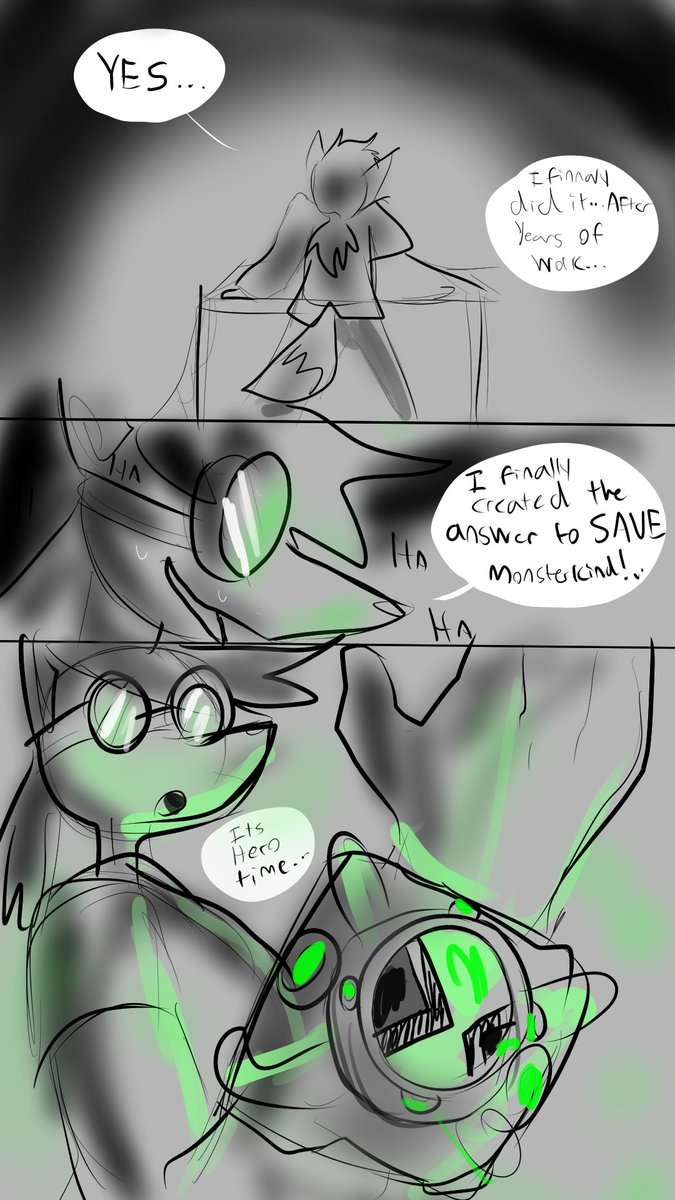 YES...
I finnaly
did it...After
years of
work...
HA
I finally
created the
answer to SAVE
Monsterkind!..
HA
HA
Its
Hero
time...